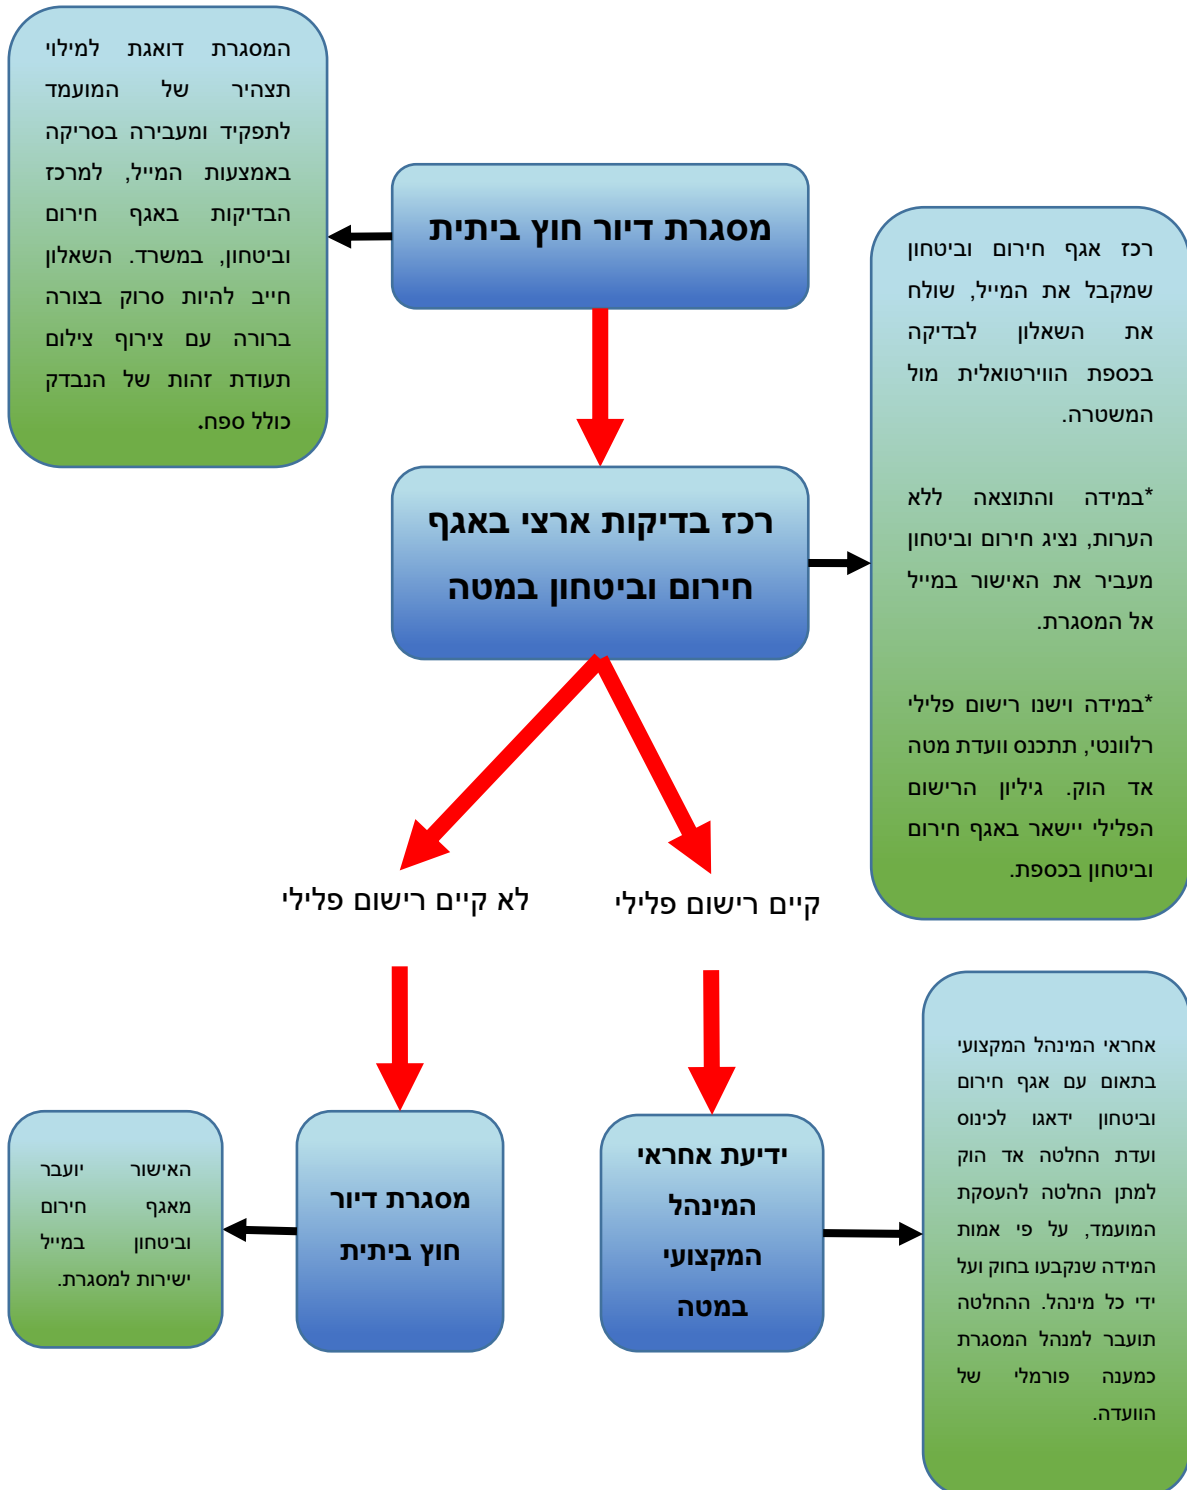 המסגרת דואגת למילוי
תצהיר של המועמד
לתפקיד ומעבירה בסריקה
באמצעות המייל, למרכז
הבדיקות באגף חירום
וביטחון, במשרד. השאלון
חייב להיות סרוק בצורה
ברורה עם צירוף צילום
תעודת זהות של הנבדק
כולל ספח.
מסגרת דיור חוץ ביתית
רכז אגף חירום וביטחון
שמקבל את המייל, שולח
את השאלון לבדיקה
בכספת הווירטואלית מול
המשטרה.
*במידה והתוצאה ללא
הערות, נציג חירום וביטחון
מעביר את האישור במייל
אל המסגרת.
*במידה וישנו רישום פלילי
רלוונטי, תתכנס וועדת מטה
אד הוק. גיליון הרישום
הפלילי יישאר באגף חירום
וביטחון בכספת.
רכז בדיקות ארצי באגף
חירום וביטחון במטה
קיים רישום פלילי
לא קיים רישום פלילי
אחראי המינהל המקצועי
בתאום עם אגף חירום
וביטחון ידאגו לכינוס
ועדת החלטה אד הוק
למתן החלטה להעסקת
המועמד, על פי אמות
המידה שנקבעו בחוק ועל
ידי כל מינהל. ההחלטה
תועבר למנהל המסגרת
כמענה פורמלי של
הוועדה.
ידיעת אחראי
המינהל
המקצועי
במטה
מסגרת דיור
חוץ ביתית
האישור יועבר
מאגף חירום
וביטחון במייל
ישירות למסגרת.